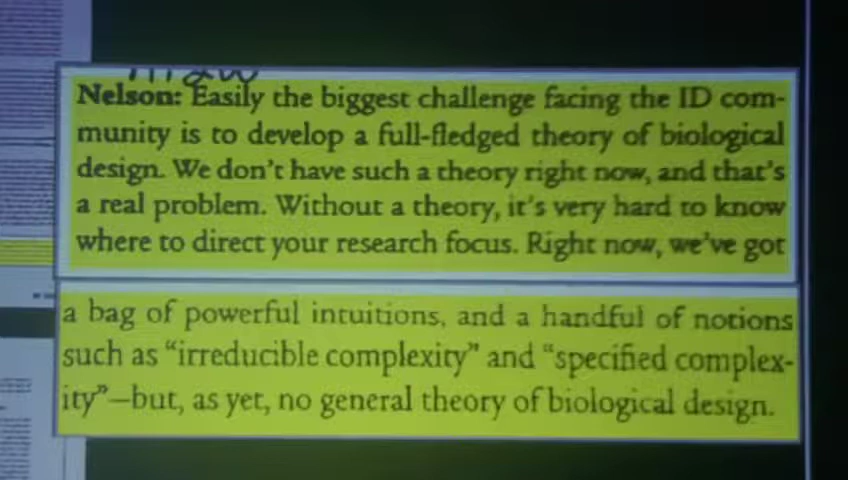 Nelson: Easily the biggest challenge facing the ID com-
munity is to develop a full-fledged theory of biological
design. We don't have such a theory right now, and that's
a real problem. Without a theory, it's very hard to know
where to direct your research focus. Right now, we've got
a bag of powerful intuitions, and a handful of notions
such as “irreducible complexity” and “specified complex-
ity”—but, as yet, no general theory of biological design.